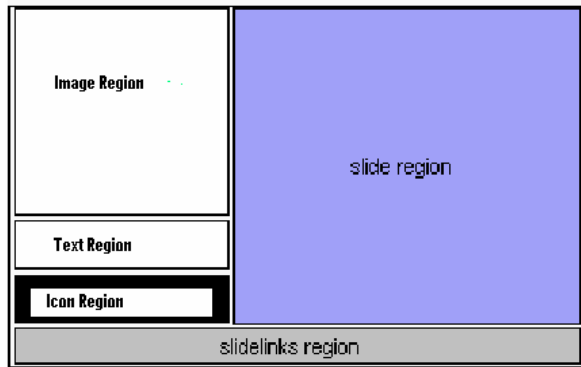 Image Region
slide region
Text Region
Icon Region
slidelinks region